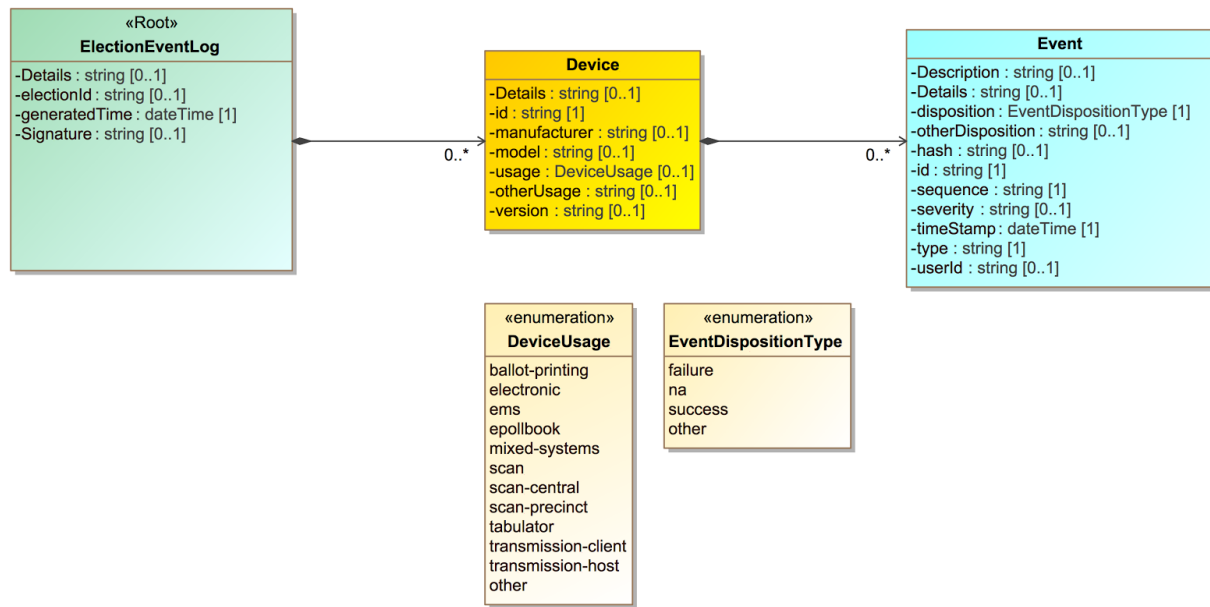 «Root»
ElectionEventLog
-Details : string [0..1]
-electionId : string [0..1]
-generatedTime : dateTime [1]
-Signature : string [0..1]
0..*
Device
-Details : string [0..1]
-id : string [1]
-manufacturer : string [0..1]
-model : string [0..1]
-usage : DeviceUsage [0..1]
-otherUsage : string [0..1]
-version : string [0..1]
0..*
Event
-Description : string [0..1]
-Details : string [0..1]
-disposition : EventDispositionType [1]
-otherDisposition : string [0..1]
-hash : string [0..1]
-id : string [1]
-sequence : string [1]
-severity : string [0..1]
-timeStamp : dateTime [1]
-type : string [1]
-userId : string [0..1]
«enumeration»
DeviceUsage
ballot-printing
electronic
ems
epollbook
mixed-systems
scan
scan-central
scan-precinct
tabulator
transmission-client
transmission-host
other
«enumeration»
EventDispositionType
failure
na
success
other